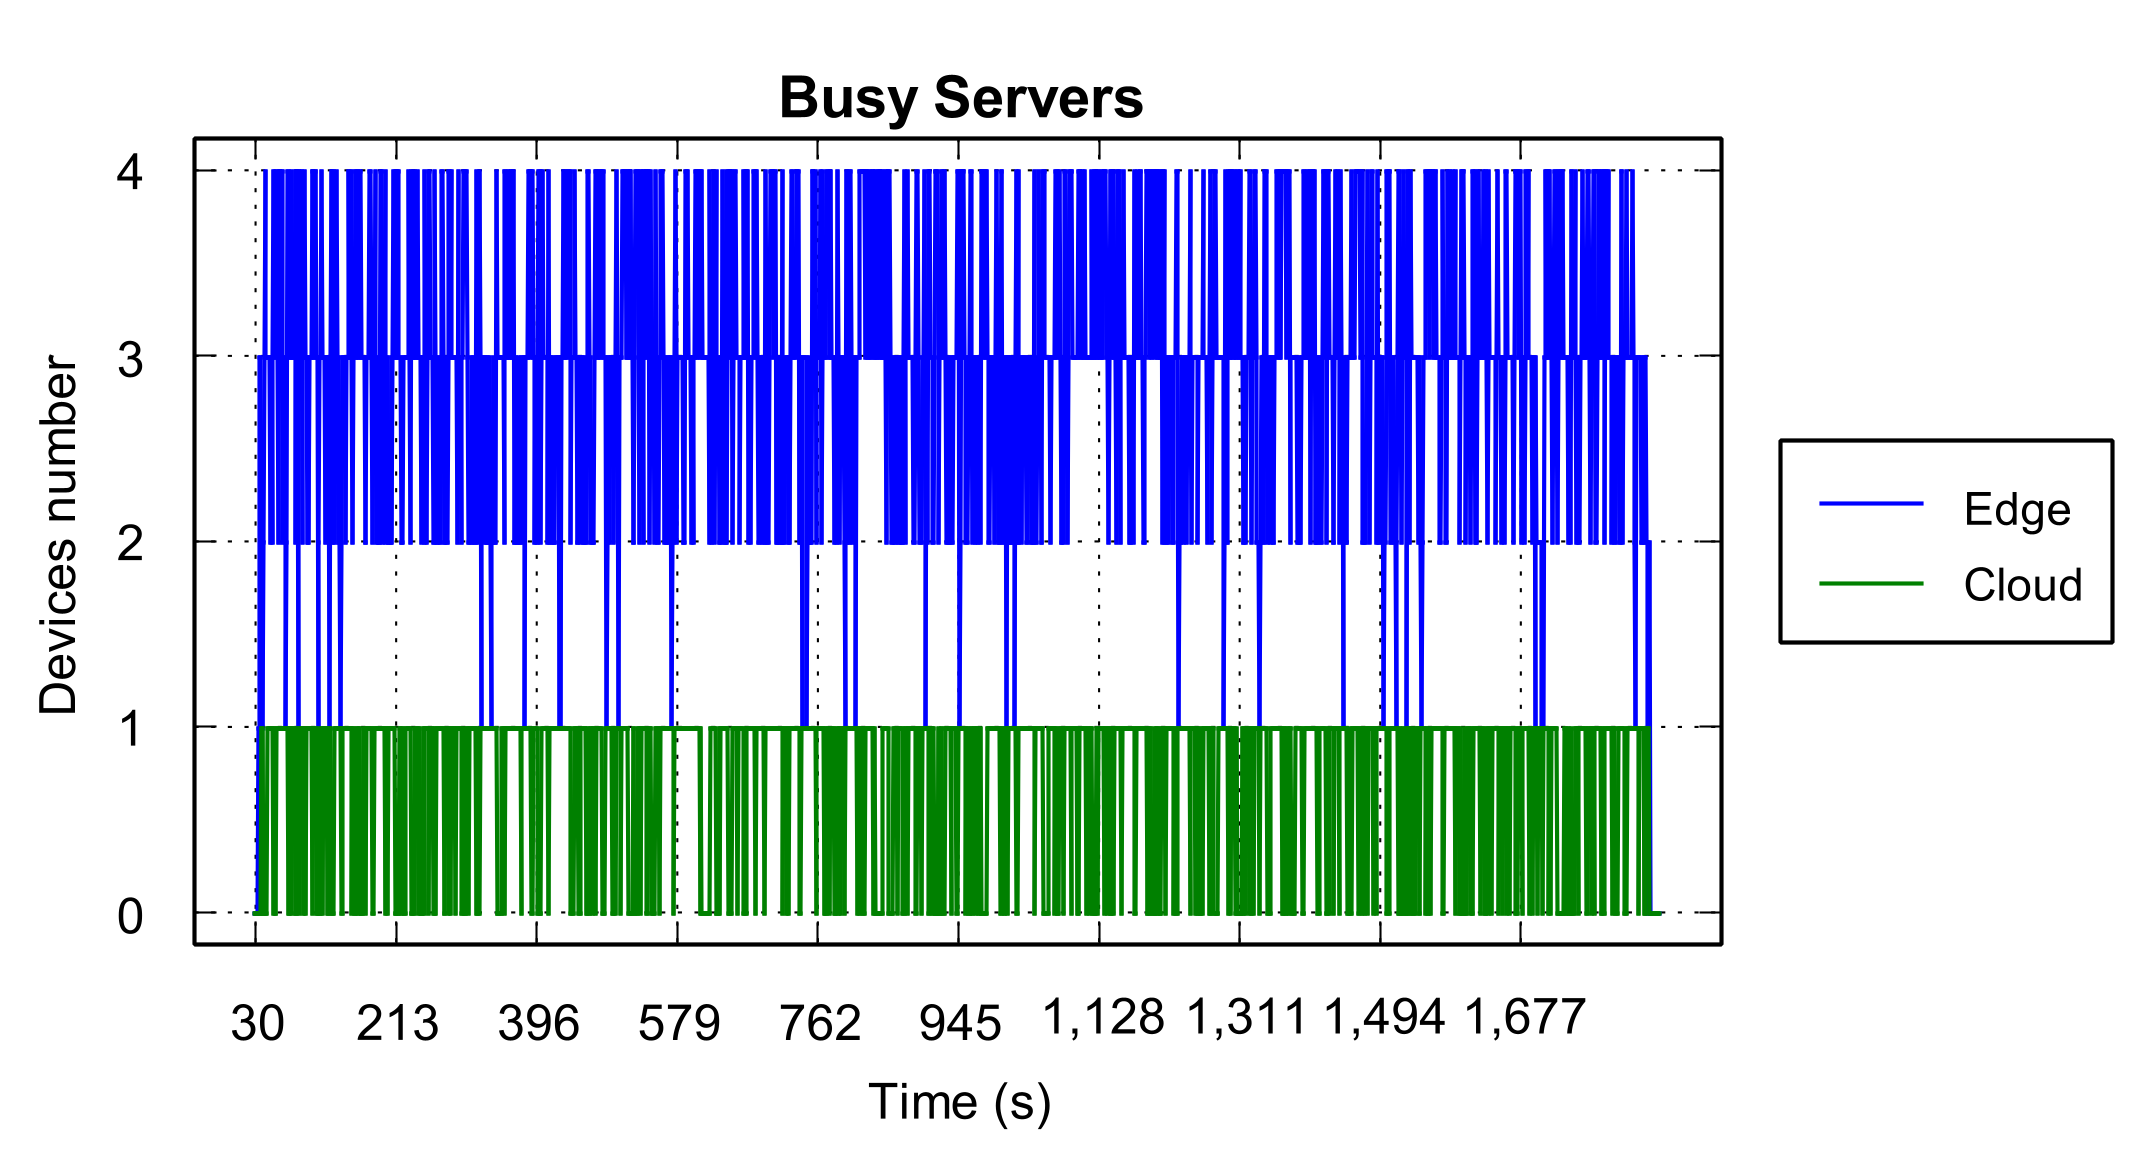 Busy Servers
4
3
2
1
0
Devices number
30 213 396 579 762 945 1,128 1,311 1,494 1,677
Time (s)
Edge
Cloud